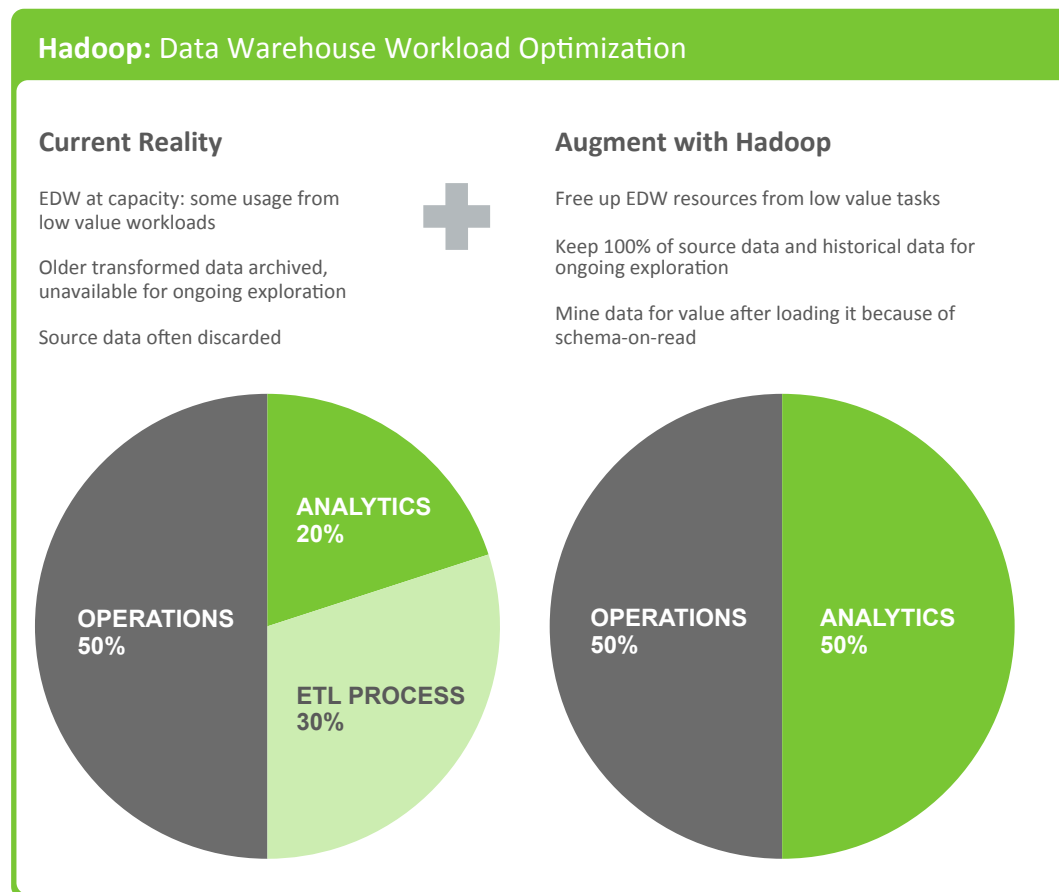 Hadoop: Data Warehouse Workload Optimization
Current Reality
EDW at capacity: some usage from
low value workloads
Older transformed data archived,
unavailable for ongoing exploration
Source data often discarded
Augment with Hadoop
Free up EDW resources from low value tasks
Keep 100% of source data and historical data for
ongoing exploration
Mine data for value after loading it because of
schema-on-read
ANALYTICS
20%
OPERATIONS
50%
ETL PROCESS
30%
OPERATIONS
50%
ANALYTICS
50%